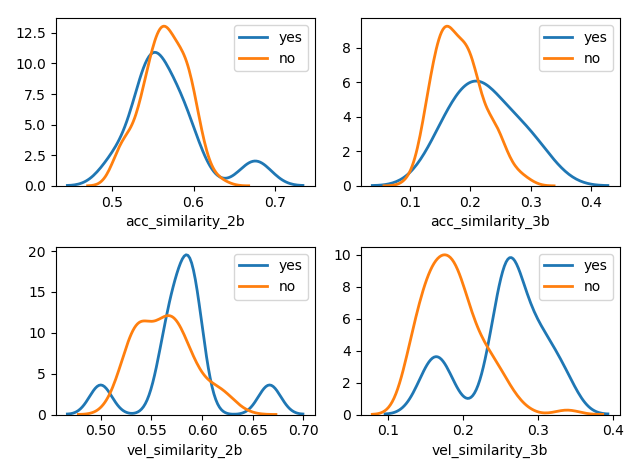 12.5
10.0
7.5
5.0
2.5
0.0
0.5 0.6 0.7
acc_similarity_2b
yes
no
8
6
4
2
0
0.1 0.2 0.3 0.4
acc_similarity_3b
yes
no
20
15
10
5
0
0.50 0.55 0.60 0.65 0.70
vel_similarity_2b
yes
no
10
8
6
4
2
0
0.1 0.2 0.3 0.4
vel_similarity_3b
yes
no